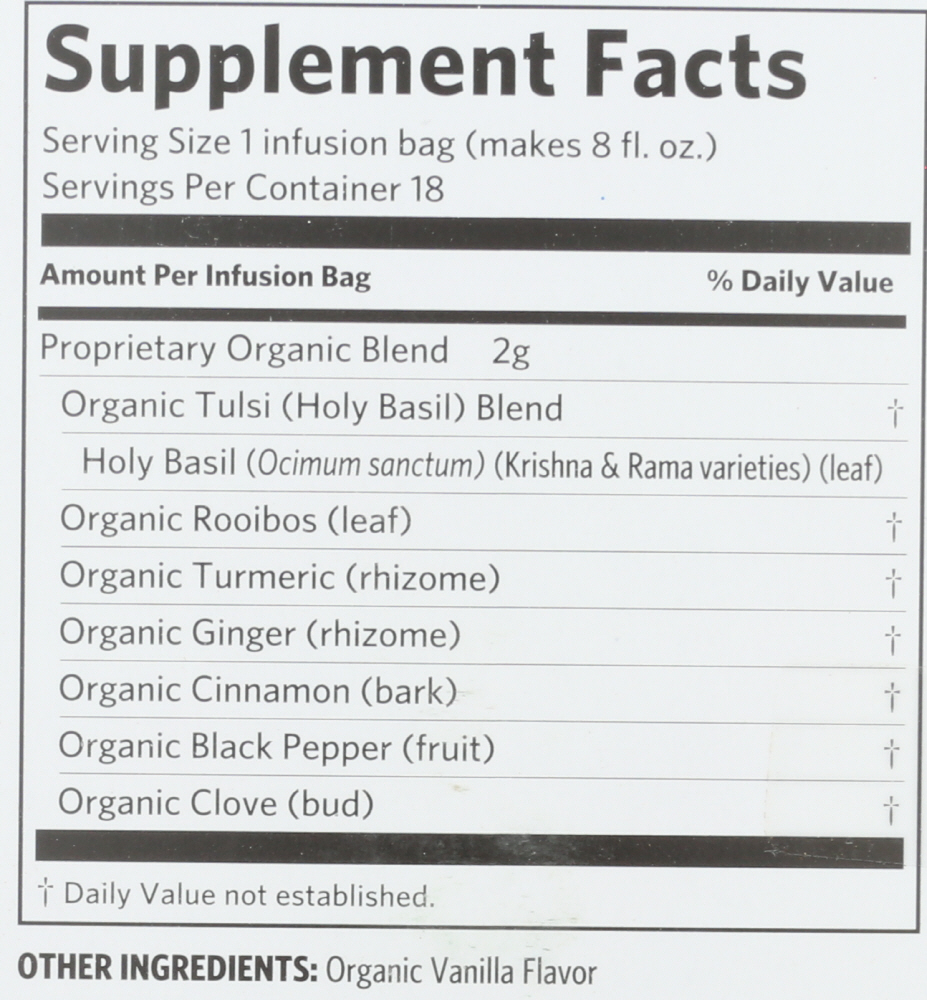 Supplement Facts
Serving Size 1 infusion bag (makes 8 fl. oz.)
Servings Per Container 18
Amount Per Infusion Bag % Daily Value
Proprietary Organic Blend 2g
Organic Tulsi (Holy Basil) Blend †
Holy Basil (Ocimum sanctum) (Krishna & Rama varieties) (leaf)
Organic Rooibos (leaf) †
Organic Turmeric (rhizome) †
Organic Ginger (rhizome) †
Organic Cinnamon (bark) †
Organic Black Pepper (fruit) †
Organic Clove (bud) †
† Daily Value not established.
OTHER INGREDIENTS: Organic Vanilla Flavor